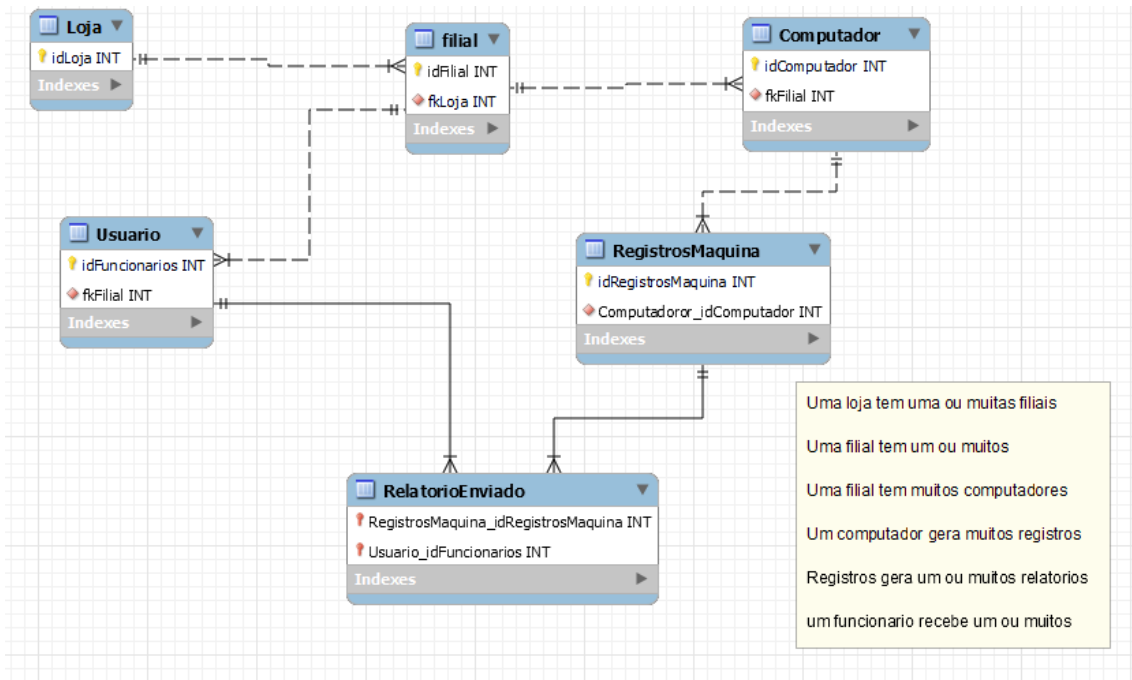 Loja
idLoja INT
Indexes
filial
idFilial INT
fkLoja INT
Indexes
Computador
idComputador INT
fkFilial INT
Indexes
Usuario
idFuncionarios INT
fkFilial INT
Indexes
RegistrosMaquina
idRegistrosMaquina INT
Computadoror_idComputador INT
Indexes
RelatorioEnviado
RegistrosMaquina_idRegistrosMaquina INT
Usuario_idFuncionarios INT
Indexes
Uma loja tem uma ou muitas filiais
Uma filial tem um ou muitos
Uma filial tem muitos computadores
Um computador gera muitos registros
Registros gera um ou muitos relatorios
um funcionario recebe um ou muitos